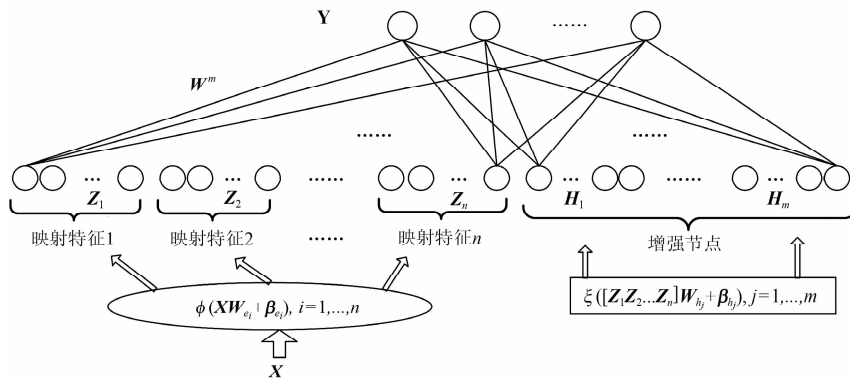 Y ……
W^m
…… ……
… … …… … … …… …
Z_1 Z_2 Z_n H_1 H_m
映射特征1 映射特征2 …… 映射特征n 增强节点
ϕ(XW_{e_i}+β_{e_i}), i=1,...,n ξ([Z_1Z_2...Z_n]W_{h_j}+β_{h_j}), j=1,...,m
X